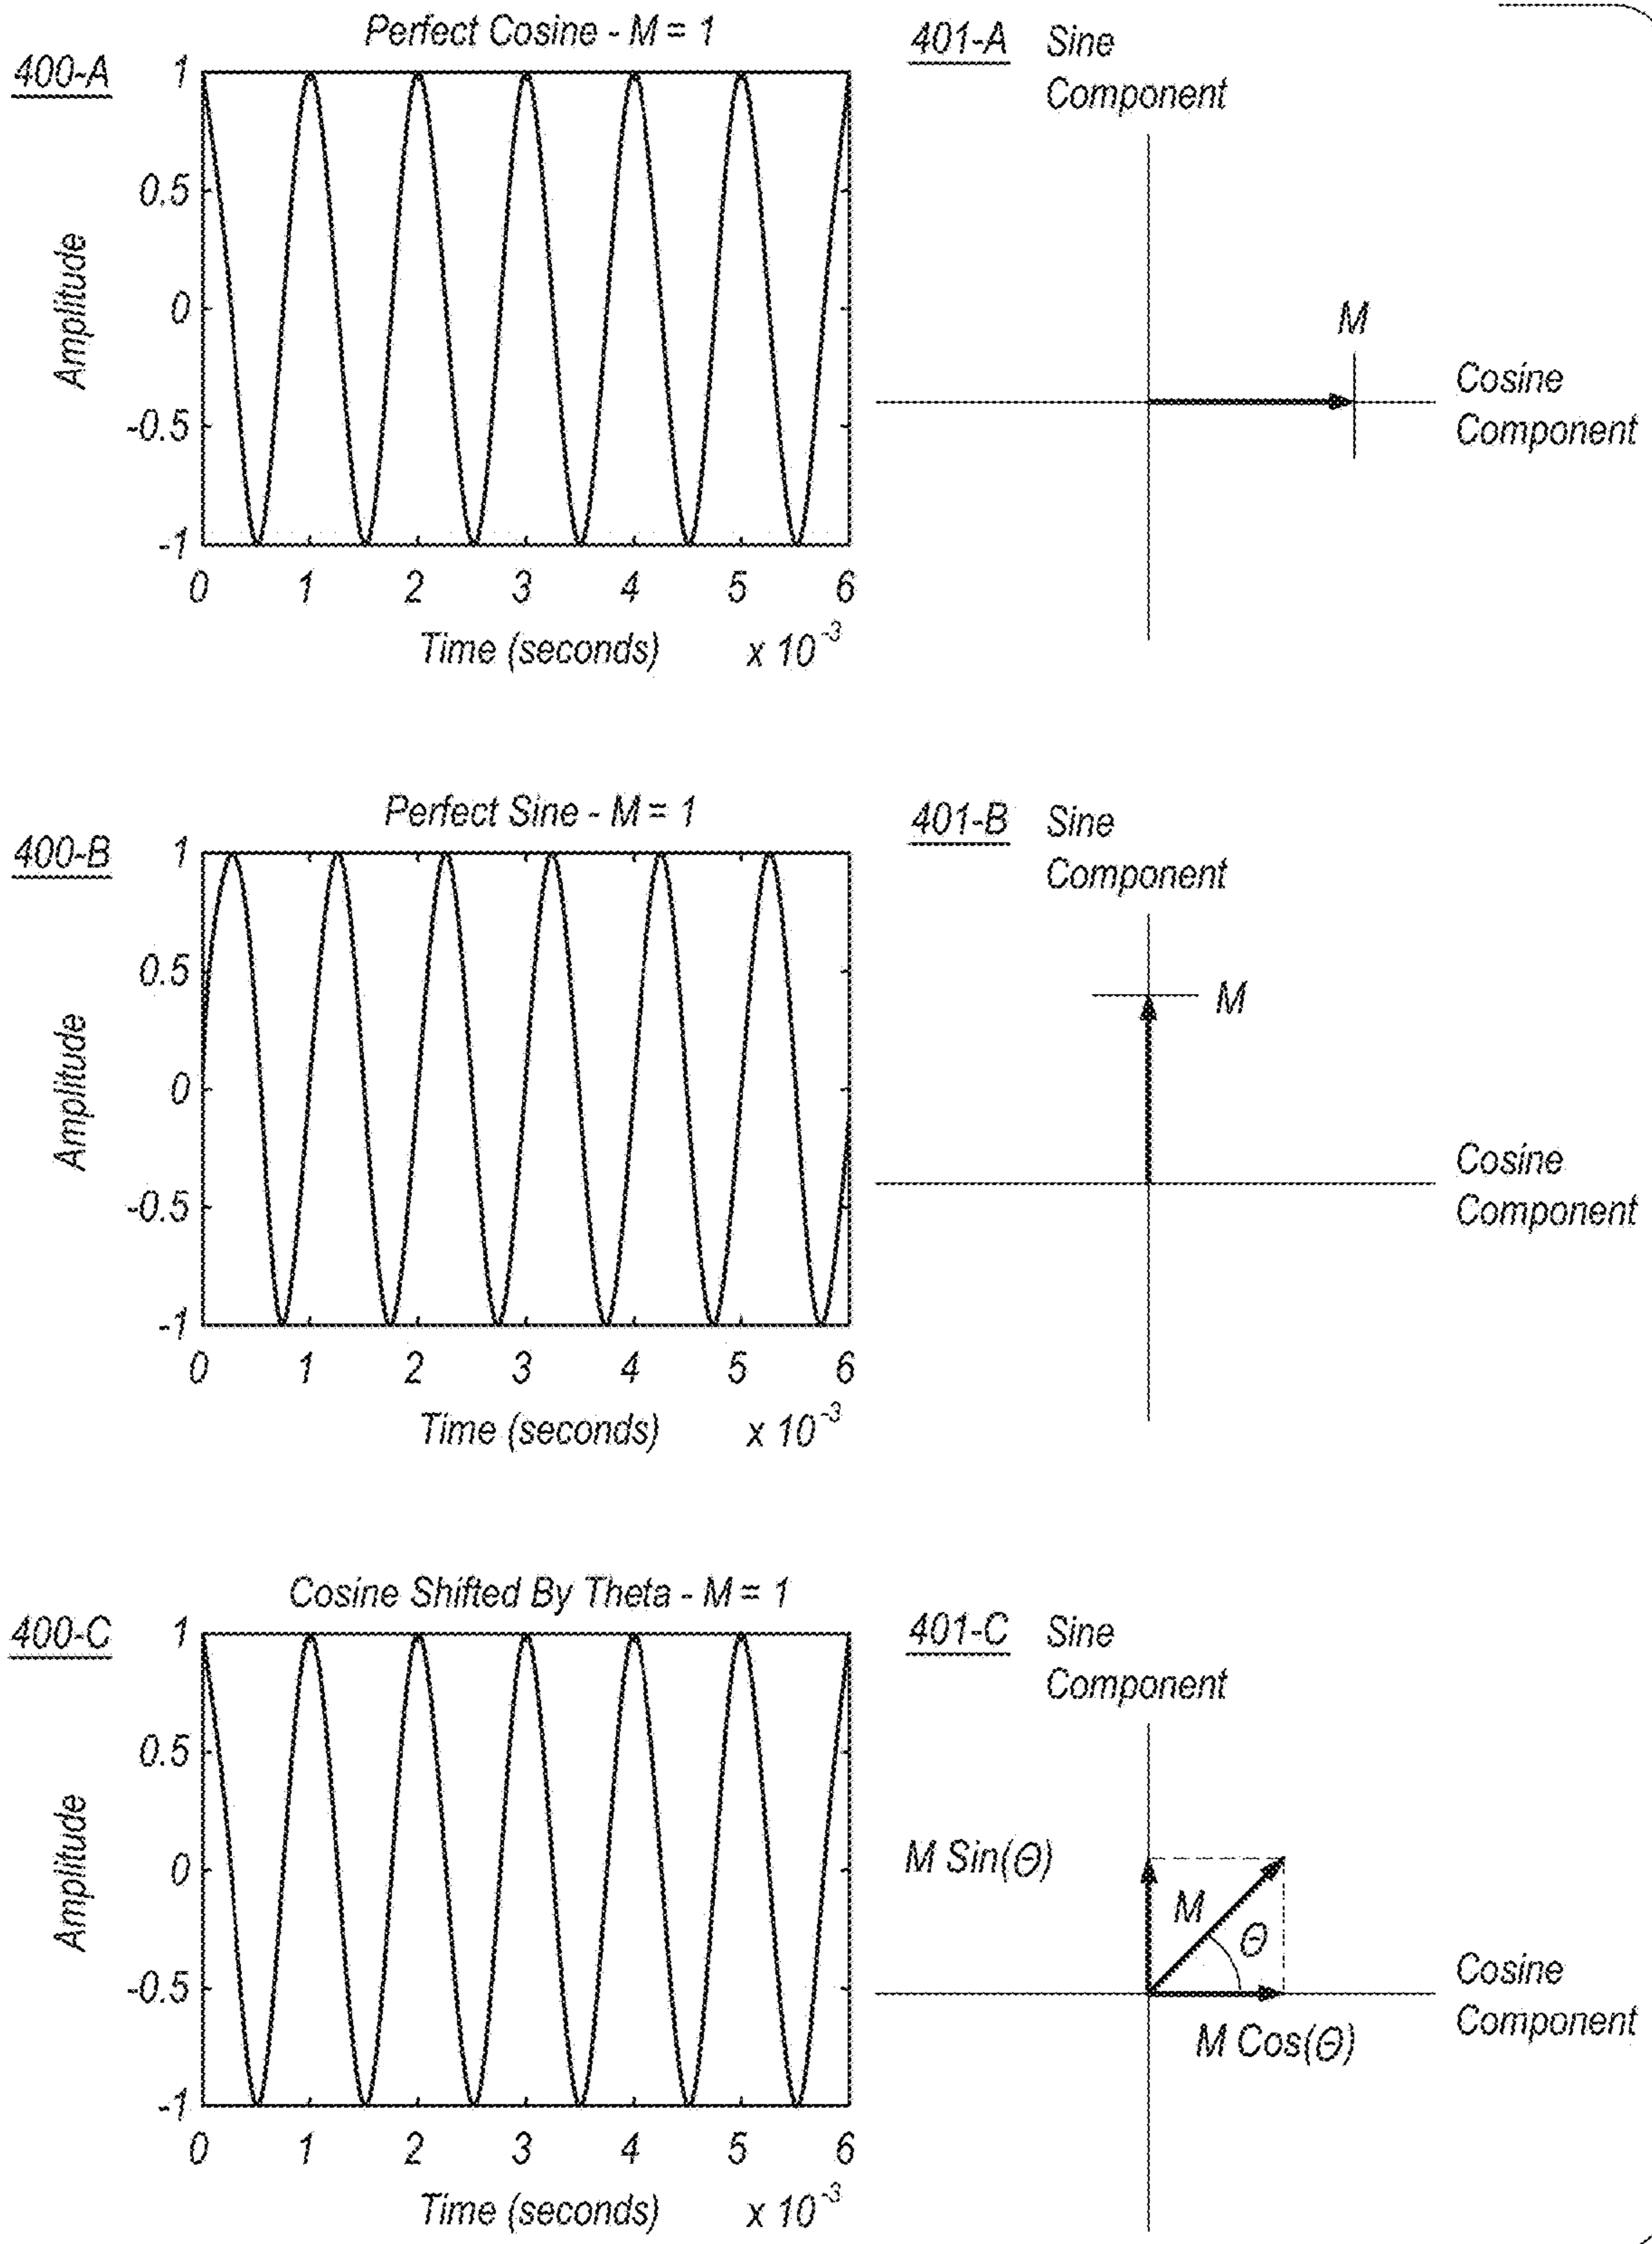 Perfect Cosine - M = 1
400-A
1
0.5
0
-0.5
-1
Amplitude
0 1 2 3 4 5 6
Time (seconds) x 10-3
401-A Sine
Component
M
Cosine
Component
Perfect Sine - M = 1
400-B
1
0.5
0
-0.5
-1
Amplitude
0 1 2 3 4 5 6
Time (seconds) x 10-3
401-B Sine
Component
M
Cosine
Component
Cosine Shifted By Theta - M = 1
400-C
1
0.5
0
-0.5
-1
Amplitude
0 1 2 3 4 5 6
Time (seconds) x 10-3
401-C Sine
Component
M Sin(Θ)
M
Θ
Cosine
Component
M Cos(Θ)